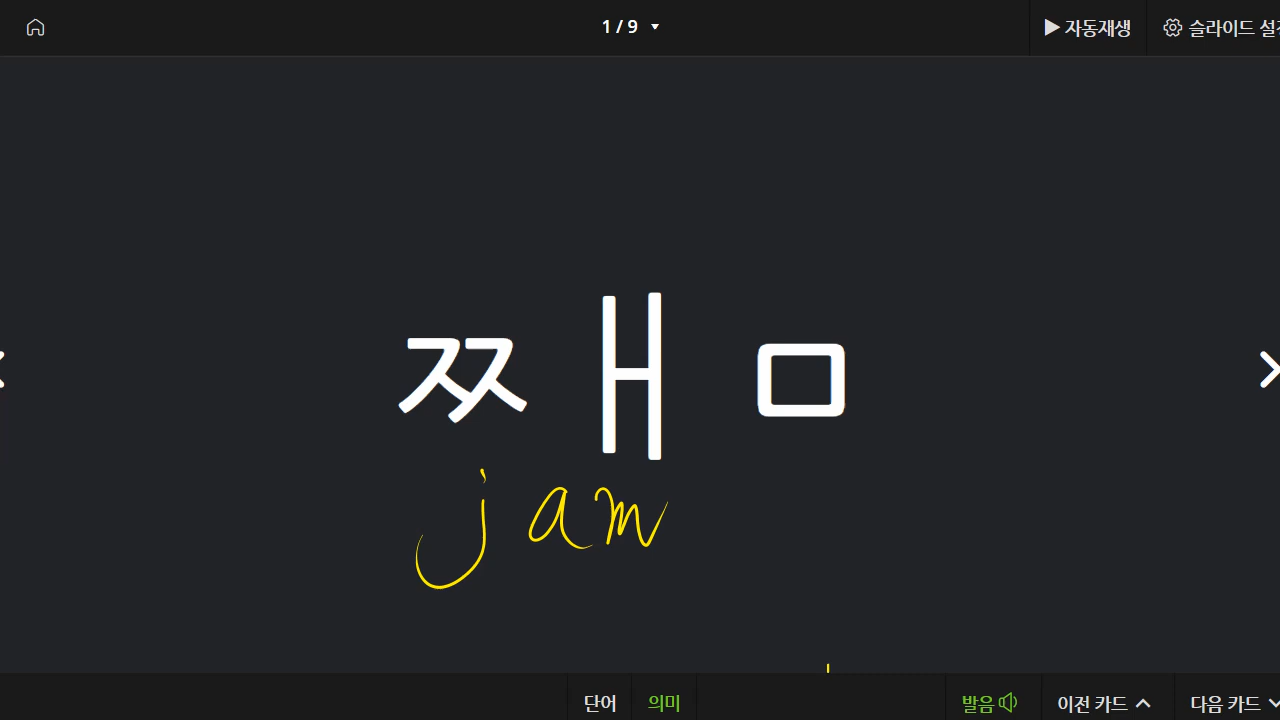 1 / 9
자동재생
슬라이드 설정
ㅉ ㅐ ㅁ
jam
단어 의미 발음 이전 카드 다음 카드